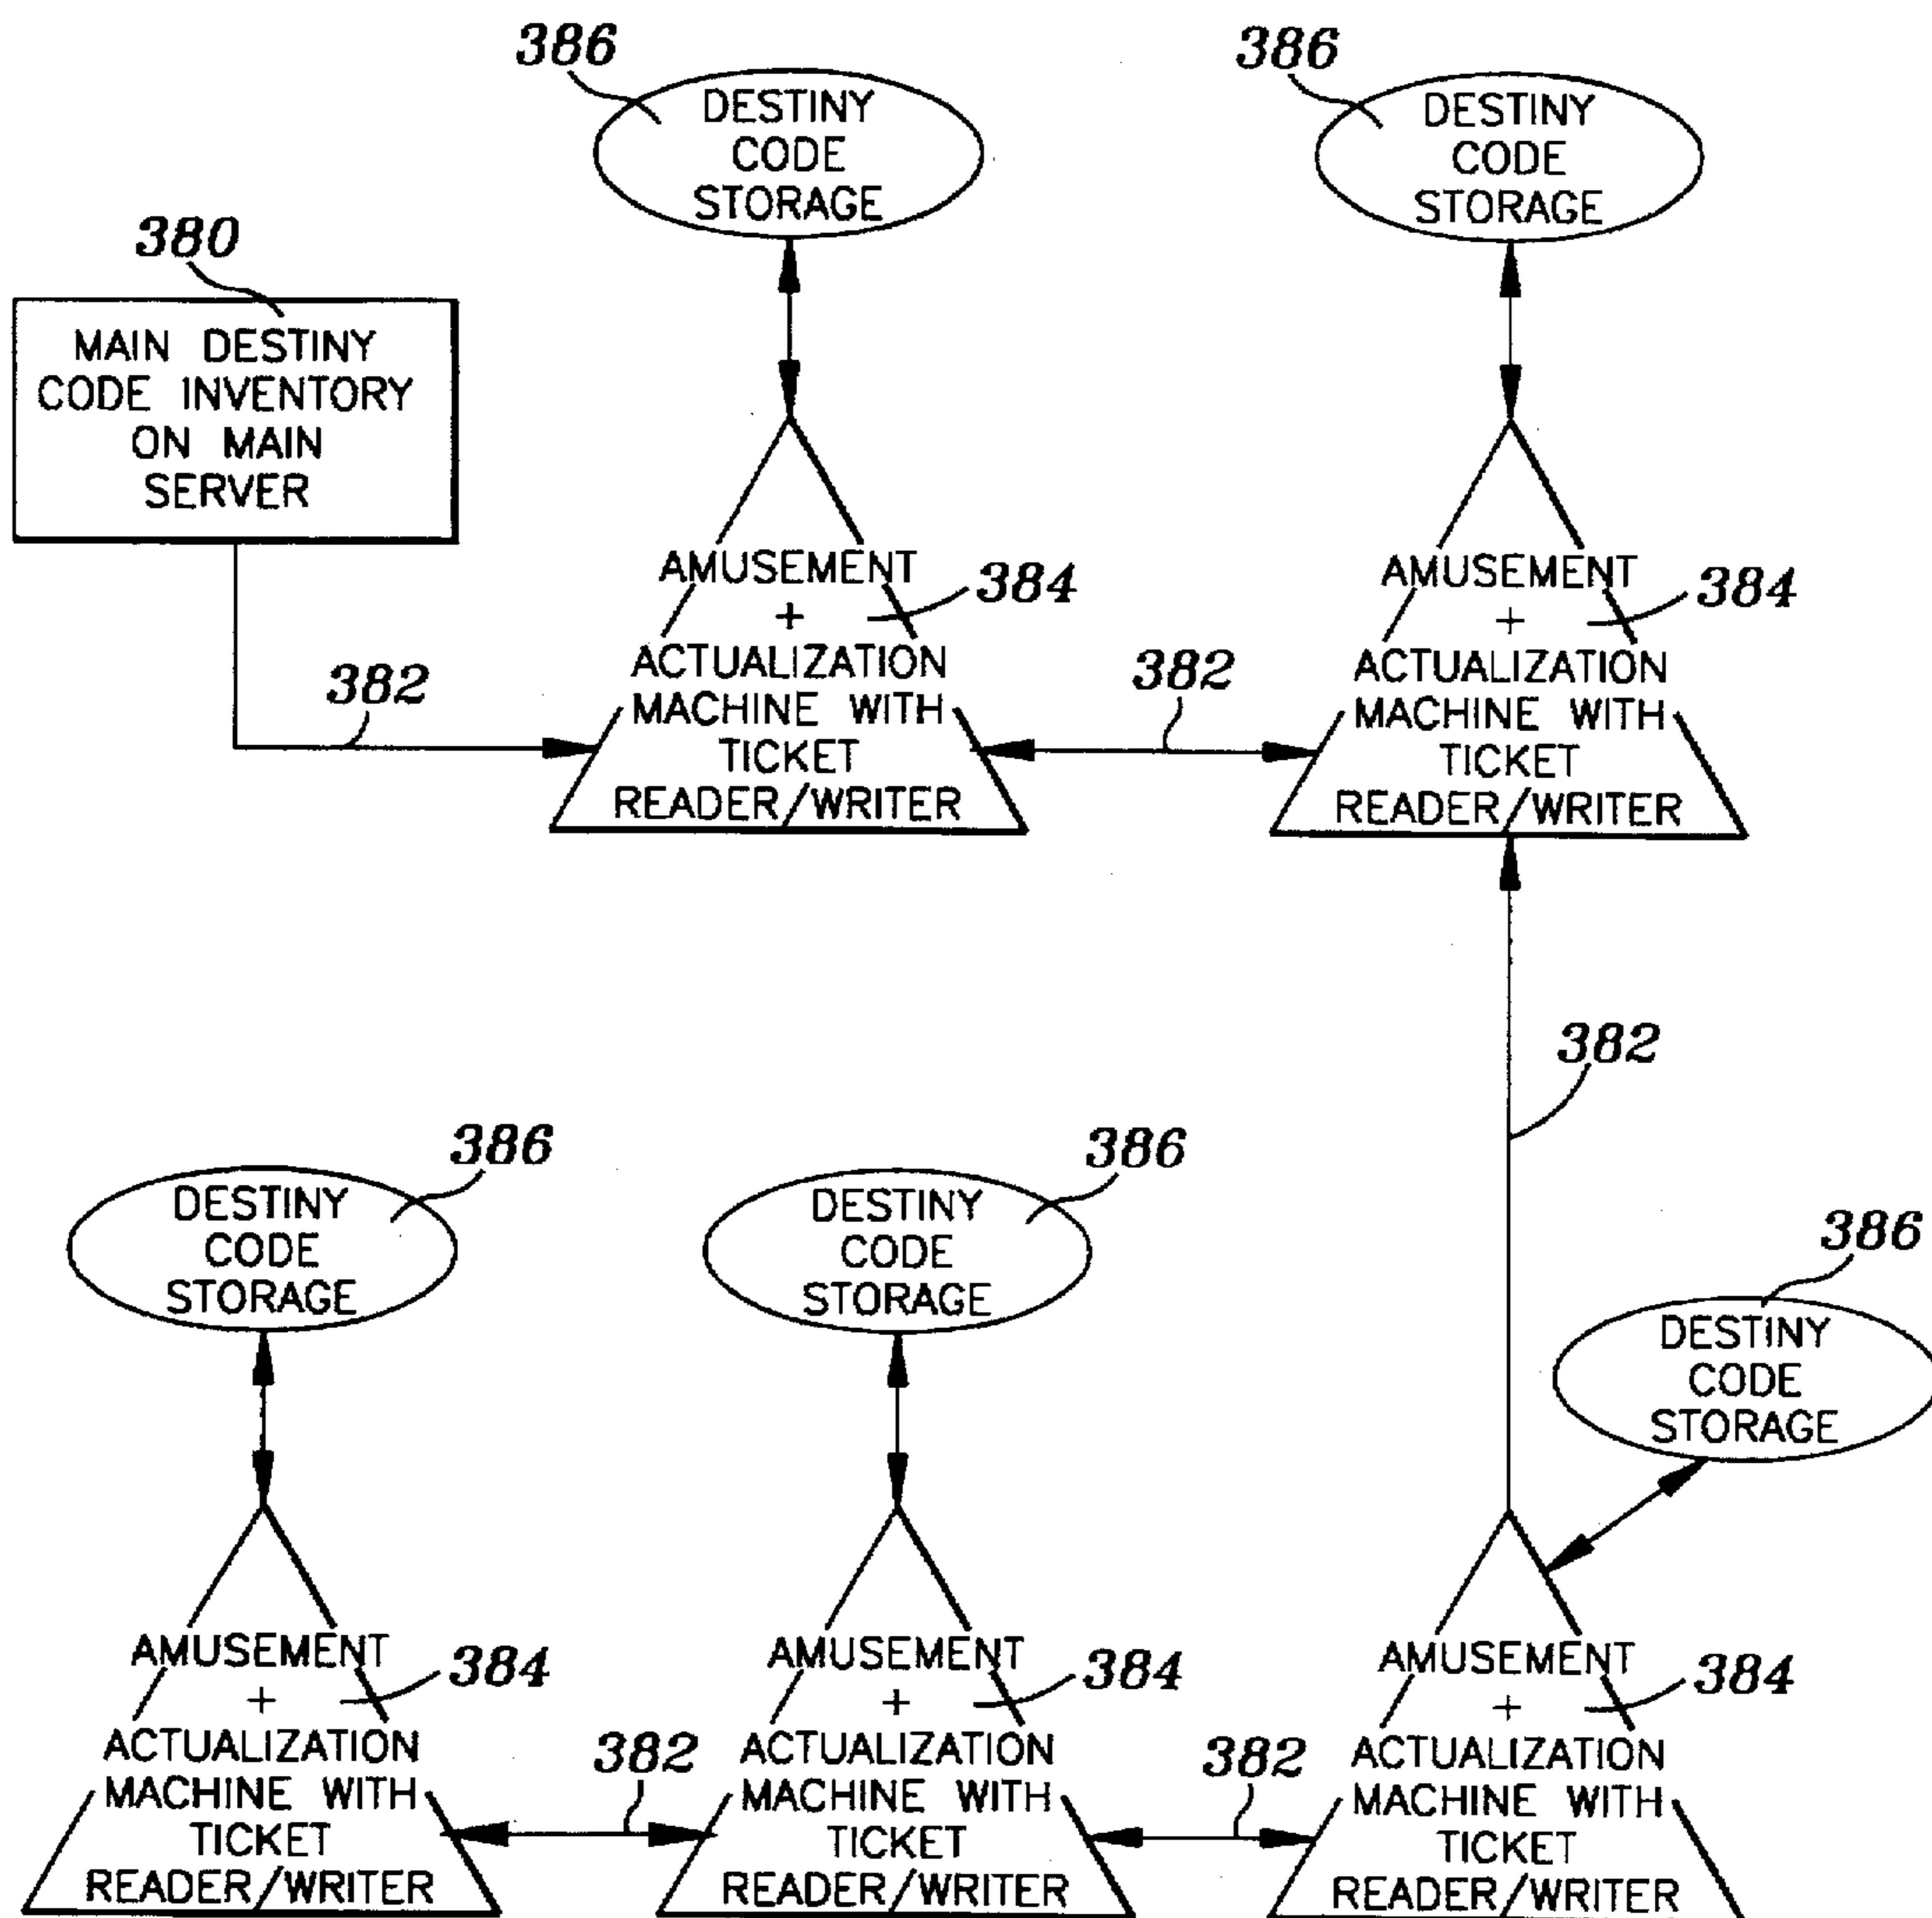 386
DESTINY
CODE
STORAGE
386
DESTINY
CODE
STORAGE
380
MAIN DESTINY
CODE INVENTORY
ON MAIN
SERVER
382
AMUSEMENT
+
ACTUALIZATION
MACHINE WITH
TICKET
READER/WRITER
384
382
AMUSEMENT
+
ACTUALIZATION
MACHINE WITH
TICKET
READER/WRITER
384
382
386
DESTINY
CODE
STORAGE
386
DESTINY
CODE
STORAGE
386
DESTINY
CODE
STORAGE
AMUSEMENT
+
ACTUALIZATION
MACHINE WITH
TICKET
READER/WRITER
384
382
AMUSEMENT
+
ACTUALIZATION
MACHINE WITH
TICKET
READER/WRITER
384
382
AMUSEMENT
+
ACTUALIZATION
MACHINE WITH
TICKET
READER/WRITER
384